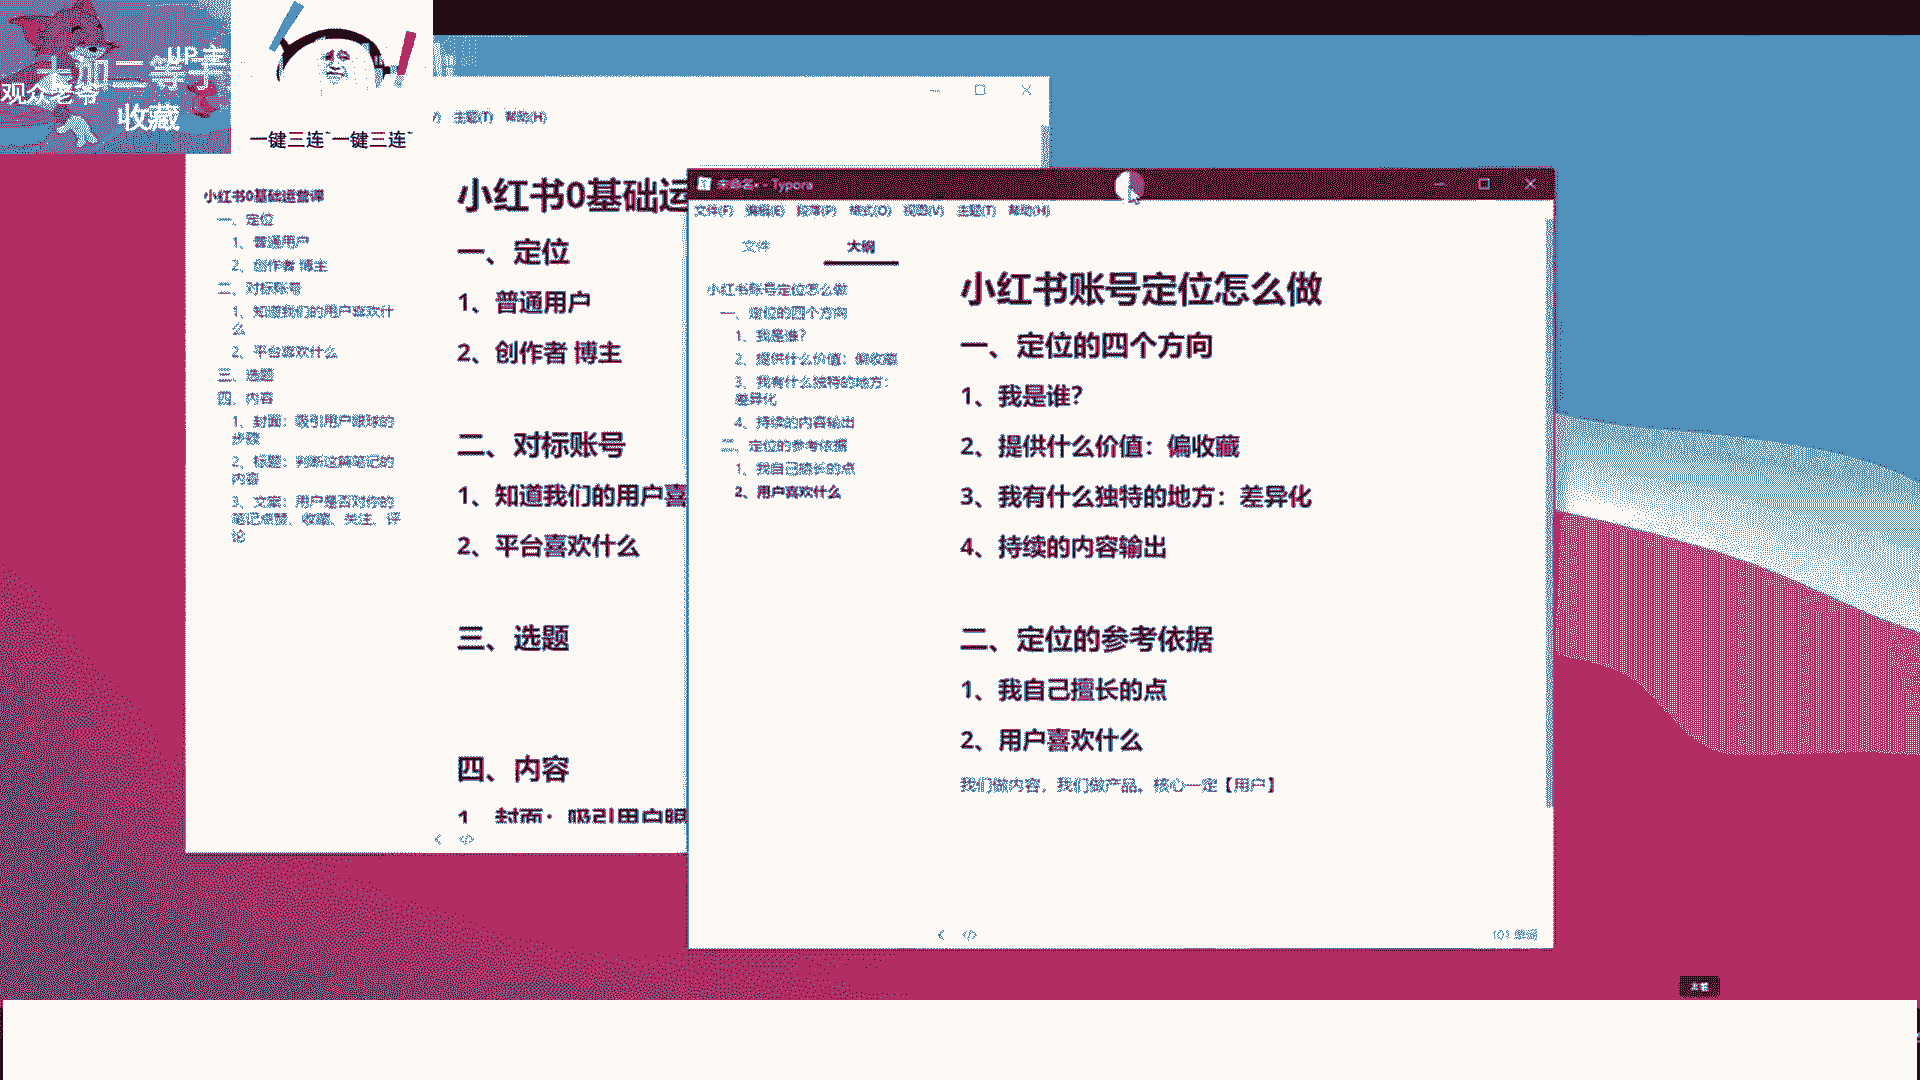 UP主
大加二等于
观众老爷
收藏
一键三连~一键三连~
主题(T) 帮助(H)
小红书0基础运营课
一、定位
1、普通用户
2、创作者 博主
二、对标账号
1、知道我们的用户喜欢什
么
2、平台喜欢什么
三、选题
四、内容
1、封面：吸引用户眼球的
步骤
2、标题：判断这篇笔记的
内容
3、文案：用户是否对你的
笔记点赞、收藏、关注、评
论
小红书0基础运
一、定位
1、普通用户
2、创作者 博主
二、对标账号
1、知道我们的用户喜
2、平台喜欢什么
三、选题
四、内容
1、封面：吸引用户眼
未命名• - Typora
文件(F) 编辑(E) 段落(P) 格式(O) 视图(V) 主题(T) 帮助(H)
文件 大纲
小红书账号定位怎么做
一、定位的四个方向
1、我是谁？
2、提供什么价值：偏收藏
3、我有什么独特的地方：
差异化
4、持续的内容输出
二、定位的参考依据
1、我自己擅长的点
2、用户喜欢什么
小红书账号定位怎么做
一、定位的四个方向
1、我是谁？
2、提供什么价值：偏收藏
3、我有什么独特的地方：差异化
4、持续的内容输出
二、定位的参考依据
1、我自己擅长的点
2、用户喜欢什么
我们做内容，我们做产品。核心一定【用户】
101 单词